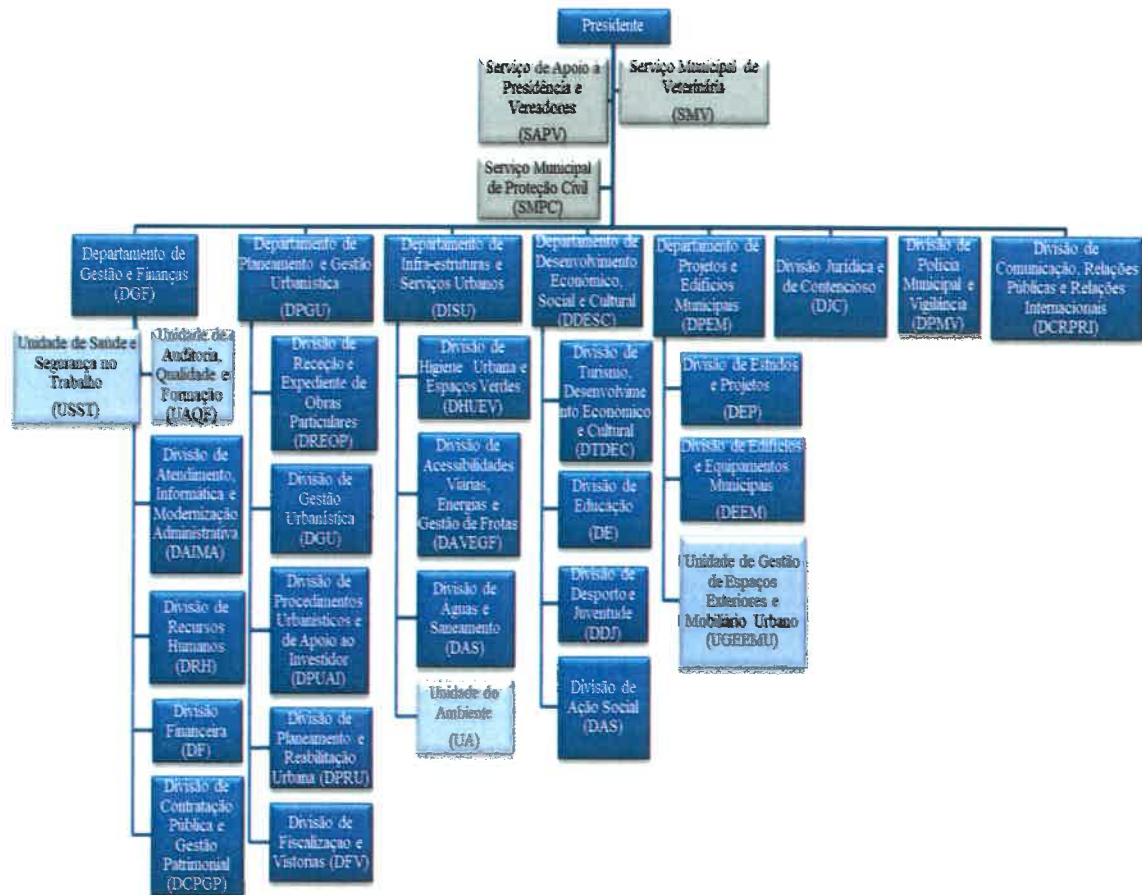 Presidente
Serviço de Apoio à
Presidência e
Vereadores
(SAPV)
Serviço Municipal de
Veterinária
(SMV)
Serviço Municipal
de Proteção Civil
(SMPC)
Departamento de
Gestão e Finanças
(DGF)
Departamento de
Planeamento e Gestão
Urbanística
(DPGU)
Departamento de
Infra-estruturas e
Serviços Urbanos
(DISU)
Departamento de
Desenvolvimento
Económico,
Social e Cultural
(DDESC)
Departamento de
Projetos e
Edifícios
Municipais
(DPEM)
Divisão Jurídica e
de Contencioso
(DJC)
Divisão de
Polícia
Municipal e
Vigilância
(DPMV)
Divisão de
Comunicação, Relações
Públicas e Relações
Internacionais
(DCRPRI)
Unidade de Saúde e
Segurança no
Trabalho
(USST)
Unidade de
Auditoria,
Qualidade e
Formação
(UAQF)
Divisão de
Atendimento,
Informática e
Modernização
Administrativa
(DAIMA)
Divisão de
Recursos
Humanos
(DRH)
Divisão
Financeira
(DF)
Divisão de
Contratação
Pública e
Gestão
Patrimonial
(DCPGP)
Divisão de
Receção e
Expediente de
Obras
Particulares
(DREOP)
Divisão de
Gestão
Urbanística
(DGU)
Divisão de
Procedimentos
Urbanísticos e
de Apoio ao
Investidor
(DPUAI)
Divisão de
Planeamento e
Reabilitação
Urbana (DPRU)
Divisão de
Fiscalização e
Vistorias (DFV)
Divisão de
Higiene Urbana e
Espaços Verdes
(DHUEV)
Divisão de
Acessibilidades
Viárias,
Energias e
Gestão de Frotas
(DAVEGF)
Divisão de
Águas e
Saneamento
(DAS)
Unidade do
Ambiente
(UA)
Divisão de
Turismo,
Desenvolvime
nto Económico
e Cultural
(DTDEC)
Divisão de
Educação
(DE)
Divisão de
Desporto e
Juventude
(DDJ)
Divisão de
Ação Social
(DAS)
Divisão de Estudos
e Projetos
(DEP)
Divisão de Edifícios
e Equipamentos
Municipais
(DEEM)
Unidade de Gestão
de Espaços
Exteriores e
Mobiliário Urbano
(UGEEMU)